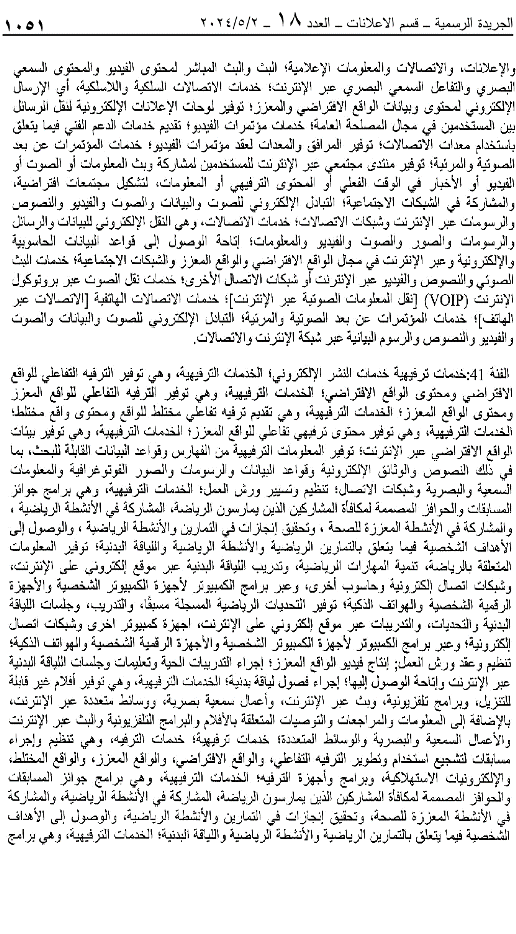 الجريدة الرسمية – قسم الاعلانات – العدد ١٨ – ٢٠٢٤/٥/٢ ١٠٥١
والإعلانات، والاتصالات والمعلومات الإعلامية؛ البث والبث المباشر لمحتوى الفيديو والمحتوى السمعي
البصري والتفاعل السمعي البصري عبر الإنترنت؛ خدمات الاتصالات السلكية واللاسلكية، أي الإرسال
الإلكتروني لمحتوى وبيانات الواقع الافتراضي والمعزز؛ توفير لوحات الإعلانات الإلكترونية لنقل الرسائل
بين المستخدمين في مجال المصلحة العامة؛ خدمات مؤتمرات الفيديو؛ تقديم خدمات الدعم الفني فيما يتعلق
باستخدام معدات الاتصالات؛ توفير المرافق والمعدات لعقد مؤتمرات الفيديو؛ خدمات المؤتمرات عن بعد
الصوتية والمرئية؛ توفير منتدى مجتمعي عبر الإنترنت للمستخدمين لمشاركة وبث المعلومات أو الصوت أو
الفيديو أو الأخبار في الوقت الفعلي أو المحتوى الترفيهي أو المعلومات، لتشكيل مجتمعات افتراضية،
والمشاركة في الشبكات الاجتماعية؛ التبادل الإلكتروني للصوت والبيانات والصوت والفيديو والنصوص
والرسومات عبر الإنترنت وشبكات الاتصالات؛ خدمات الاتصالات، وهي النقل الإلكتروني للبيانات والرسائل
والرسومات والصور والصوت والفيديو والمعلومات؛ إتاحة الوصول إلى قواعد البيانات الحاسوبية
والإلكترونية وعبر الإنترنت في مجال الواقع الافتراضي والواقع المعزز والشبكات الاجتماعية؛ خدمات البث
الصوتي والنصوص والفيديو عبر الإنترنت أو شبكات الاتصال الأخرى؛ خدمات نقل الصوت عبر بروتوكول
الإنترنت (VOIP) [نقل المعلومات الصوتية عبر الإنترنت]؛ خدمات الاتصالات الهاتفية [الاتصالات عبر
الهاتف]؛ خدمات المؤتمرات عن بعد الصوتية والمرئية؛ التبادل الإلكتروني للصوت والبيانات والصوت
والفيديو والنصوص والرسوم البيانية عبر شبكة الإنترنت والاتصالات.
الفئة 41:خدمات ترفيهية خدمات النشر الإلكتروني؛ الخدمات الترفيهية، وهي توفير الترفيه التفاعلي للواقع
الافتراضي ومحتوى الواقع الافتراضي؛ الخدمات الترفيهية، وهي توفير الترفيه التفاعلي للواقع المعزز
ومحتوى الواقع المعزز؛ الخدمات الترفيهية، وهي تقديم ترفيه تفاعلي مختلط للواقع ومحتوى واقع مختلط؛
الخدمات الترفيهية، وهي توفير محتوى ترفيهي تفاعلي للواقع المعزز؛ الخدمات الترفيهية، وهي توفير بيئات
الواقع الافتراضي عبر الإنترنت؛ توفير المعلومات الترفيهية من الفهارس وقواعد البيانات القابلة للبحث، بما
في ذلك النصوص والوثائق الإلكترونية وقواعد البيانات والرسومات والصور الفوتوغرافية والمعلومات
السمعية والبصرية وشبكات الاتصال؛ تنظيم وتسيير ورش العمل؛ الخدمات الترفيهية، وهي برامج جوائز
المسابقات والحوافز المصممة لمكافأة المشاركين الذين يمارسون الرياضة، المشاركة في الأنشطة الرياضية ،
والمشاركة في الأنشطة المعززة للصحة ، وتحقيق إنجازات في التمارين والأنشطة الرياضية ، والوصول إلى
الأهداف الشخصية فيما يتعلق بالتمارين الرياضية والأنشطة الرياضية واللياقة البدنية؛ توفير المعلومات
المتعلقة بالرياضة، تنمية المهارات الرياضية، وتدريب اللياقة البدنية عبر موقع إلكتروني على الإنترنت،
وشبكات اتصال إلكترونية وحاسوب أخرى، وعبر برامج الكمبيوتر لأجهزة الكمبيوتر الشخصية والأجهزة
الرقمية الشخصية والهواتف الذكية؛ توفير التحديات الرياضية المسجلة مسبقًا، والتدريب، وجلسات اللياقة
البدنية والتحديات، والتدريبات عبر موقع إلكتروني على الإنترنت، اجهزة كمبيوتر اخرى وشبكات اتصال
إلكترونية؛ وعبر برامج الكمبيوتر لأجهزة الكمبيوتر الشخصية والأجهزة الرقمية الشخصية والهواتف الذكية؛
تنظيم وعقد ورش العمل; إنتاج فيديو الواقع المعزز؛ إجراء التدريبات الحية وتعليمات وجلسات اللياقة البدنية
عبر الإنترنت وإتاحة الوصول إليها؛ إجراء فصول لياقة بدنية؛ الخدمات الترفيهية، وهي توفير أفلام غير قابلة
للتنزيل، وبرامج تلفزيونية، وبث عبر الإنترنت، وأعمال سمعية بصرية، ووسائط متعددة عبر الإنترنت،
بالإضافة إلى المعلومات والمراجعات والتوصيات المتعلقة بالأفلام والبرامج التلفزيونية والبث عبر الإنترنت
والأعمال السمعية والبصرية والوسائط المتعددة؛ خدمات ترفيهية؛ خدمات الترفيه، وهي تنظيم وإجراء
مسابقات لتشجيع استخدام وتطوير الترفيه التفاعلي، والواقع الافتراضي، والواقع المعزز، والواقع المختلط،
والإلكترونيات الاستهلاكية، وبرامج وأجهزة الترفيه؛ الخدمات الترفيهية، وهي برامج جوائز المسابقات
والحوافز المصممة لمكافأة المشاركين الذين يمارسون الرياضة، المشاركة في الأنشطة الرياضية، والمشاركة
في الأنشطة المعززة للصحة، وتحقيق إنجازات في التمارين والأنشطة الرياضية، والوصول إلى الأهداف
الشخصية فيما يتعلق بالتمارين الرياضية والأنشطة الرياضية واللياقة البدنية؛ الخدمات الترفيهية، وهي برامج